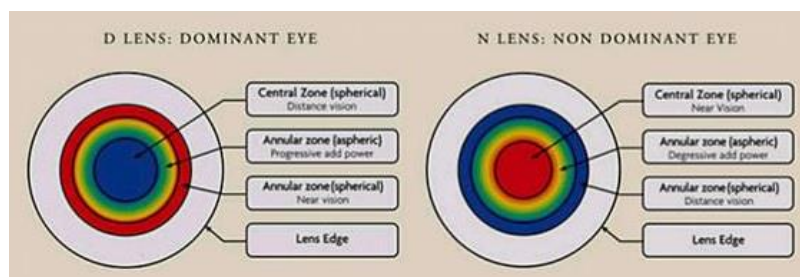 D LENS: DOMINANT EYE
Central Zone (spherical)
Distance vision
Annular zone (aspheric)
Progressive add power
Annular zone(spherical)
Near vision
Lens Edge
N LENS: NON DOMINANT EYE
Central Zone (spherical)
Near Vision
Annular zone (aspheric)
Degressive add power
Annular zone(spherical)
Distance vision
Lens Edge